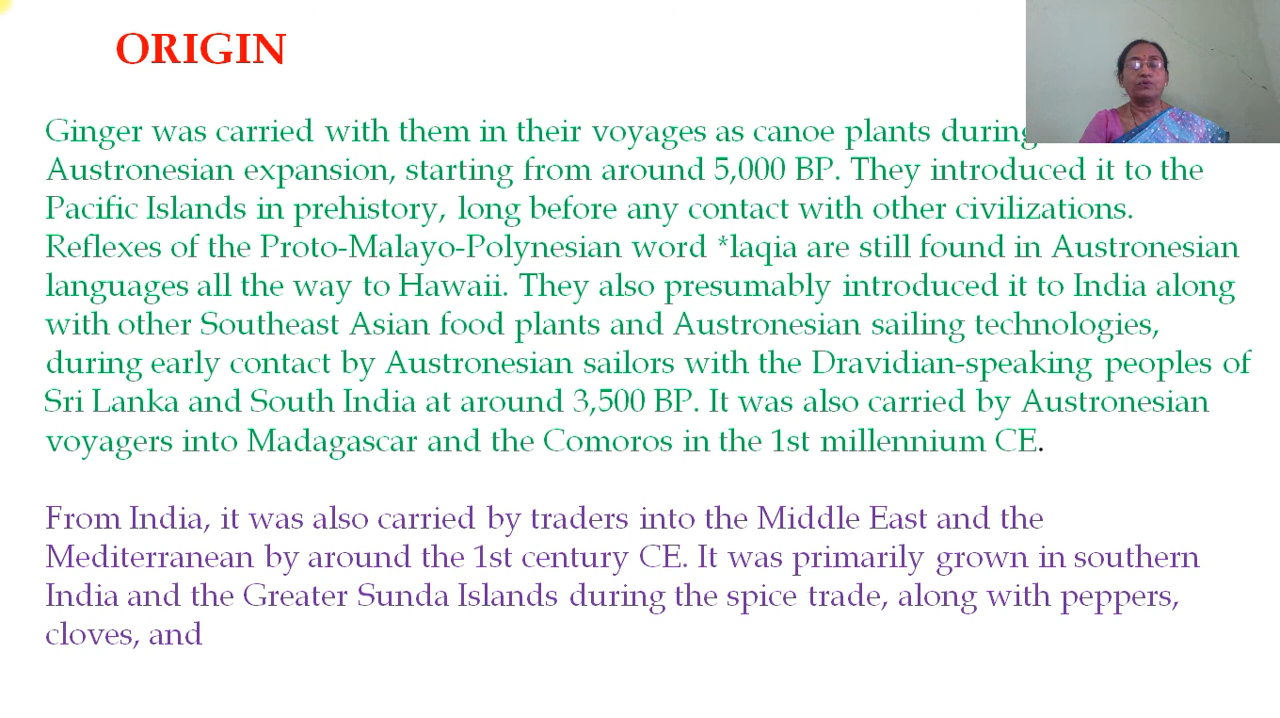 ORIGIN
Ginger was carried with them in their voyages as canoe plants during
Austronesian expansion, starting from around 5,000 BP. They introduced it to the
Pacific Islands in prehistory, long before any contact with other civilizations.
Reflexes of the Proto-Malayo-Polynesian word *laqia are still found in Austronesian
languages all the way to Hawaii. They also presumably introduced it to India along
with other Southeast Asian food plants and Austronesian sailing technologies,
during early contact by Austronesian sailors with the Dravidian-speaking peoples of
Sri Lanka and South India at around 3,500 BP. It was also carried by Austronesian
voyagers into Madagascar and the Comoros in the 1st millennium CE.
From India, it was also carried by traders into the Middle East and the
Mediterranean by around the 1st century CE. It was primarily grown in southern
India and the Greater Sunda Islands during the spice trade, along with peppers,
cloves, and